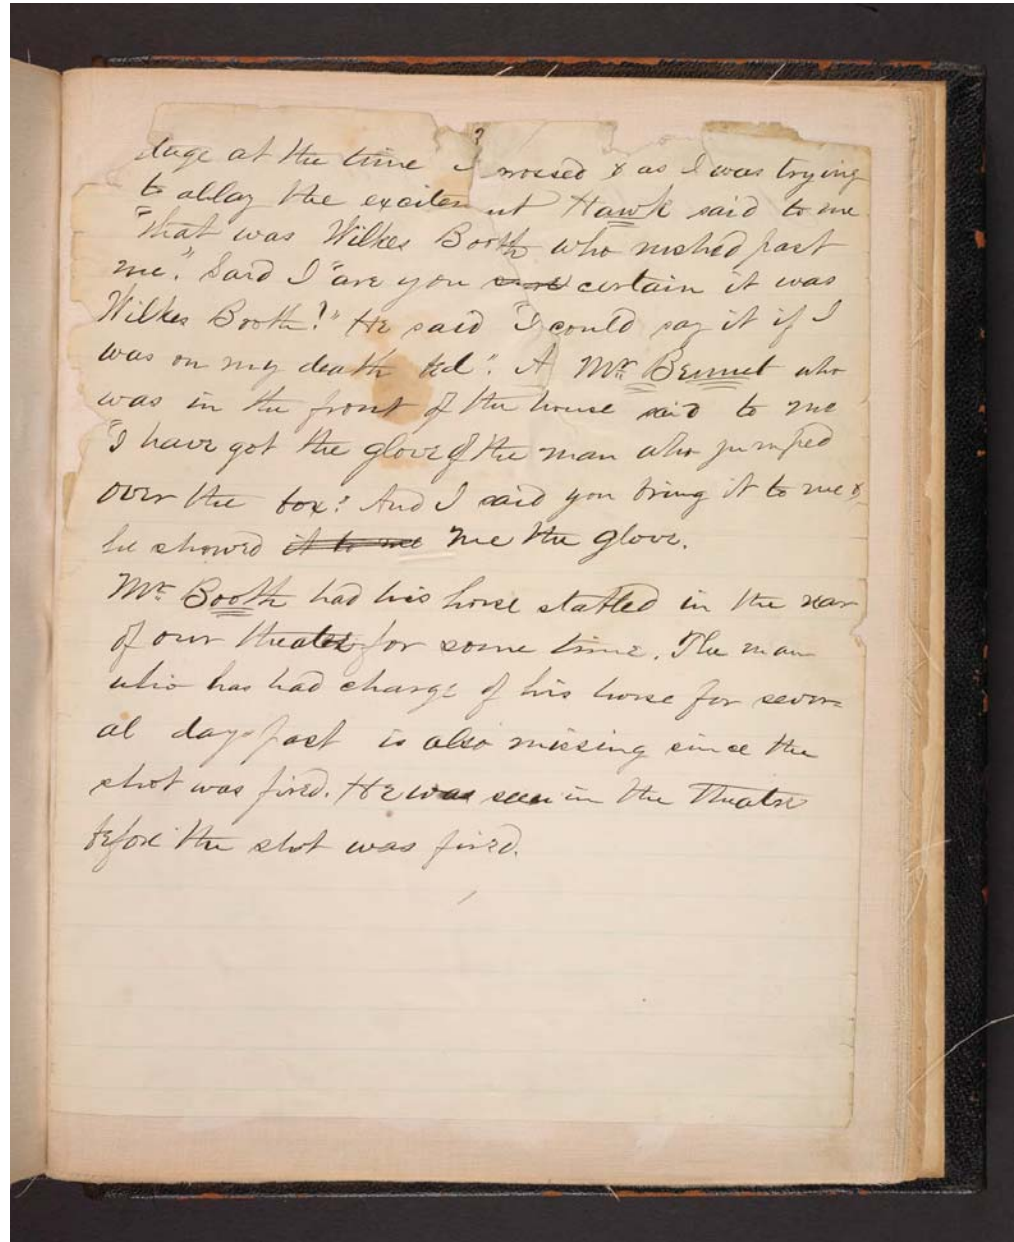 at the time I crossed & as I was trying
to allay the excitement Hawk said to me
"that was Wilkes Booth who rushed past
me". Said I "are you sure certain it was
Wilkes Booth?" He said "I could say it if I
was on my death bed". A Mr. Bennet who
was in the front of the house said to me
"I have got the glove of the man who jumped
over the box". And I said you bring it to me &
he showed it to me me the glove.
Mr. Booth had his horse stabled in the rear
of our theatre for some time. The man
who has had charge of his horse for sever=
al days past is also missing since the
shot was fired. He was seen in the Theatre
before the shot was fired.